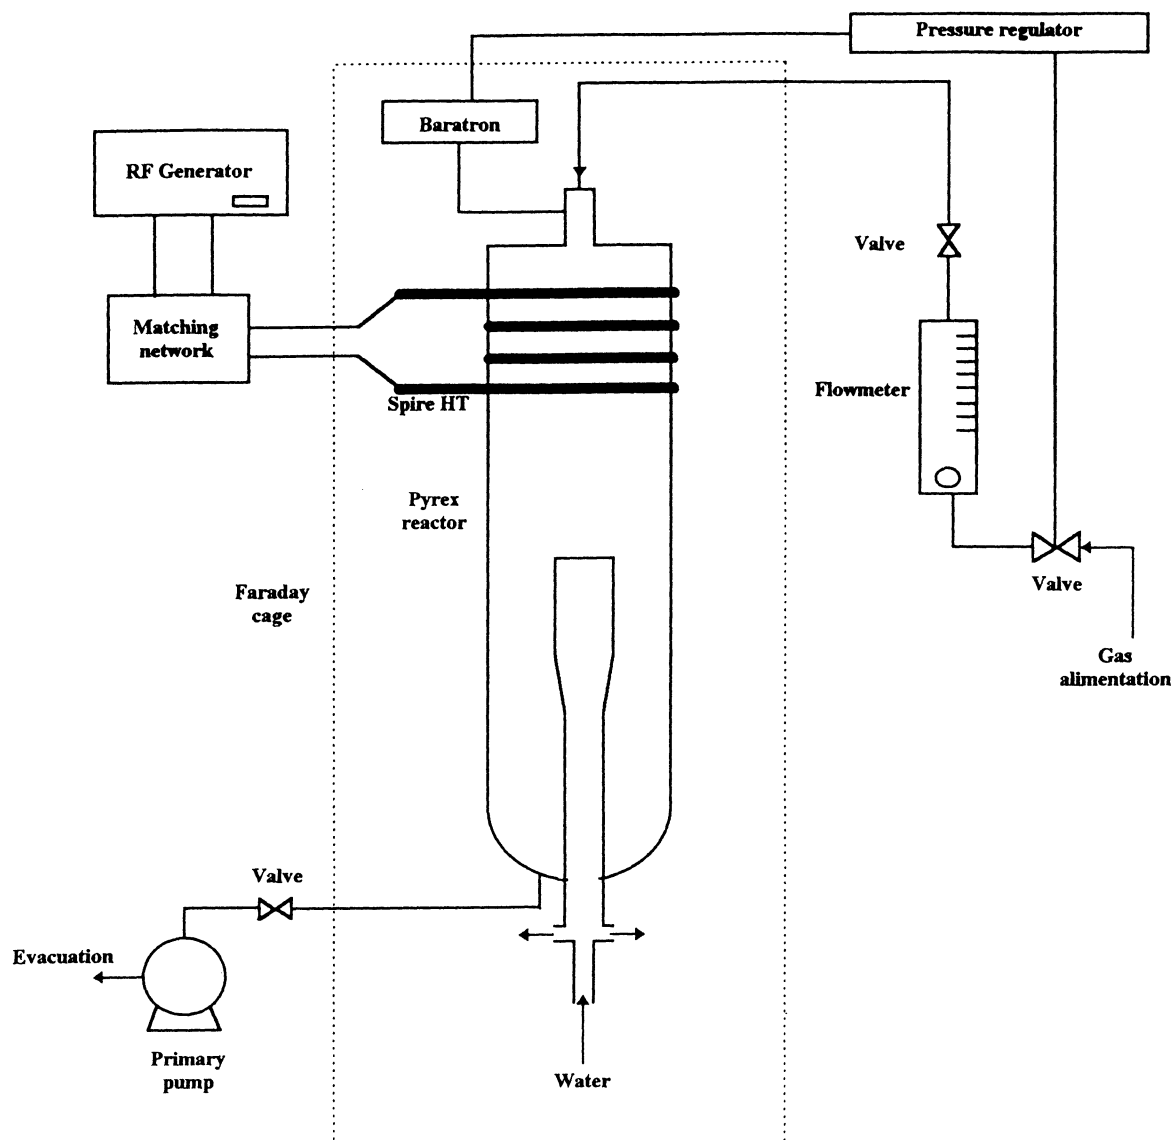 Pressure regulator
Baratron
RF Generator
Valve
Matching
network
Flowmeter
Spire HT
Pyrex
reactor
Valve
Faraday
cage
Gas
alimentation
Valve
Evacuation
Primary
pump
Water